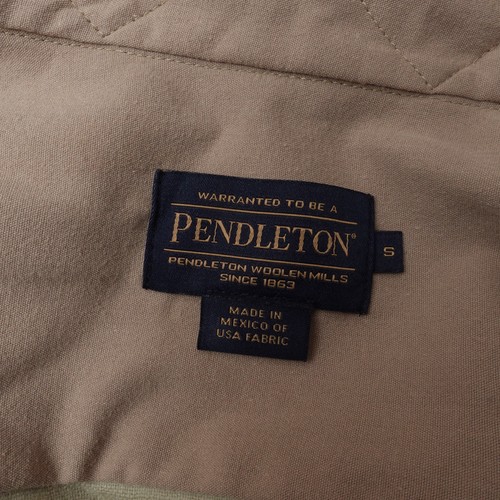 WARRANTED TO BE A
PENDLETON®
PENDLETON WOOLEN MILLS
SINCE 1863
S
MADE IN
MEXICO OF
USA FABRIC